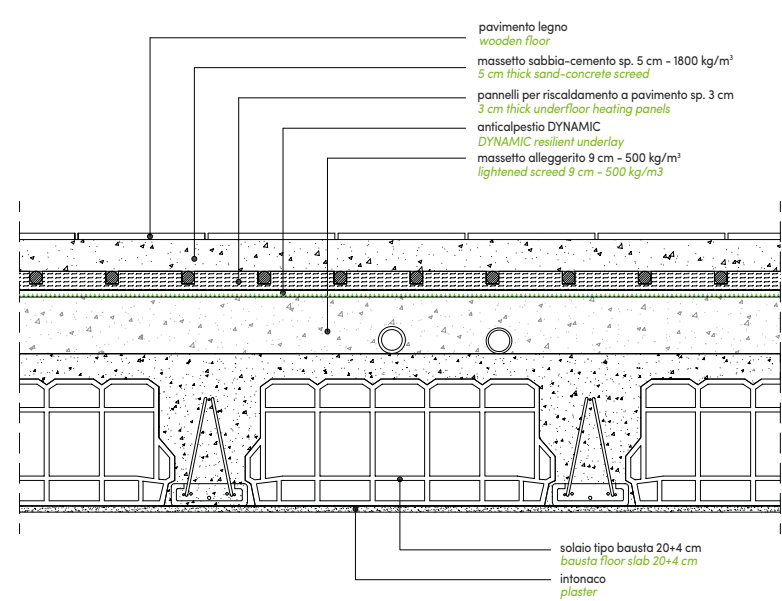 pavimento legno
wooden floor
massetto sabbia-cemento sp. 5 cm - 1800 kg/m³
5 cm thick sand-concrete screed
pannelli per riscaldamento a pavimento sp. 3 cm
3 cm thick underfloor heating panels
anticalpestio DYNAMIC
DYNAMIC resilient underlay
massetto alleggerito 9 cm - 500 kg/m³
lightened screed 9 cm - 500 kg/m3
solaio tipo bausta 20+4 cm
bausta floor slab 20+4 cm
intonaco
plaster